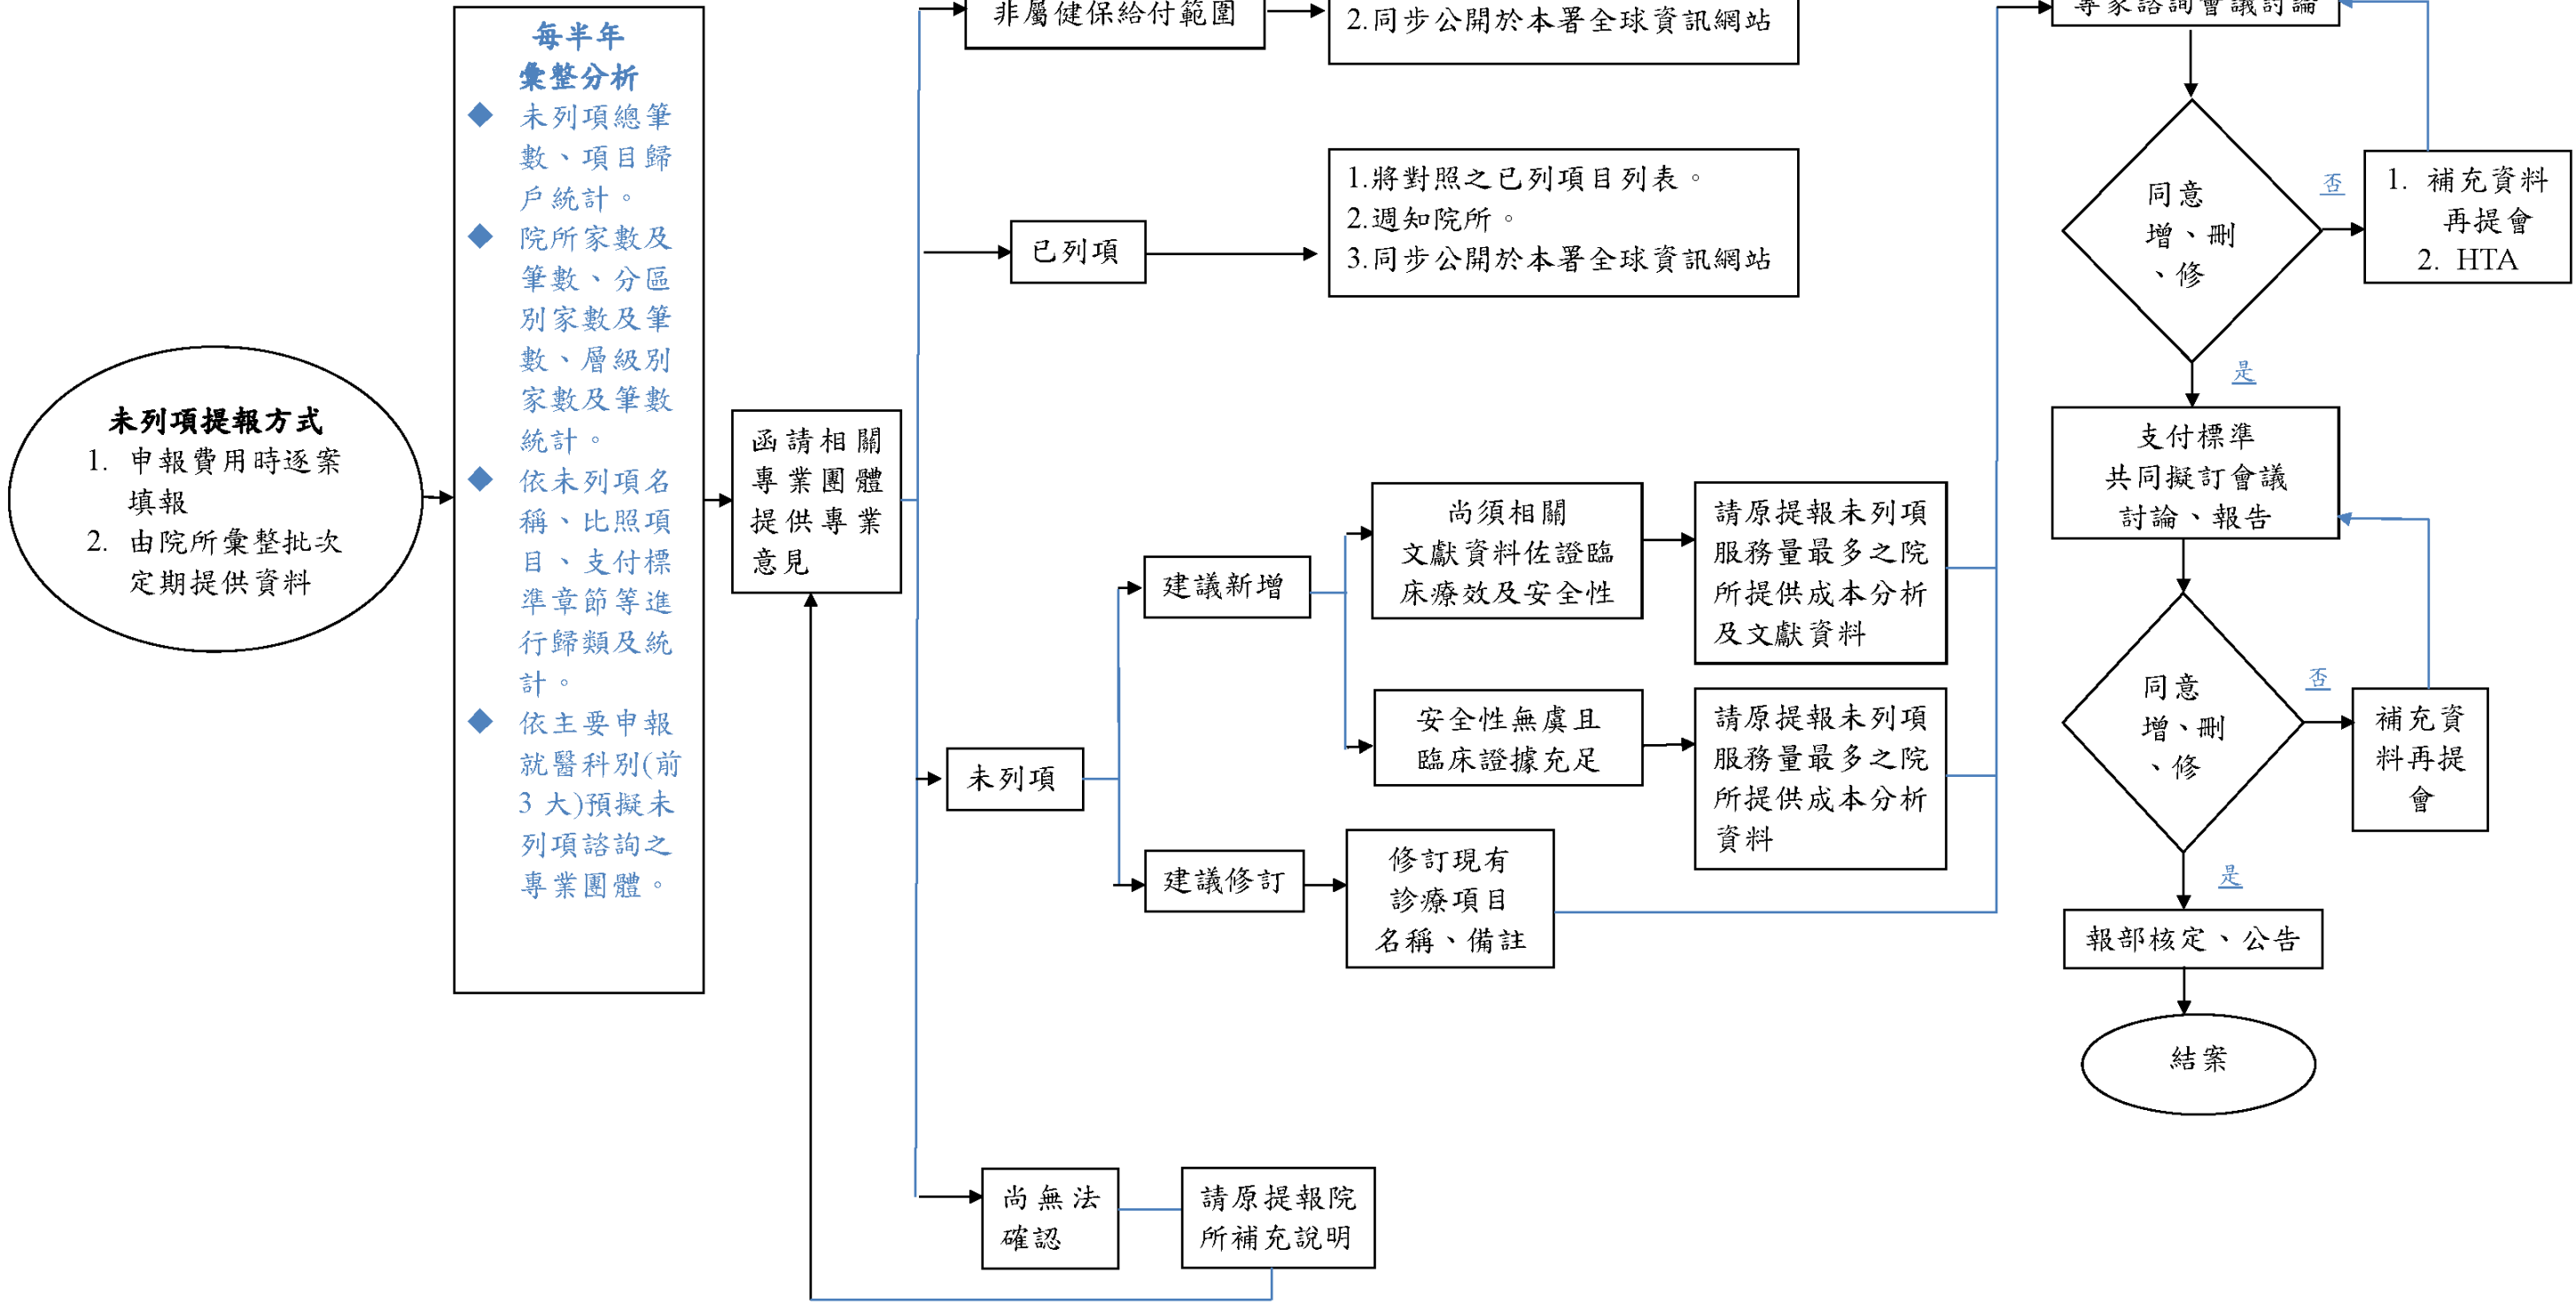 未列項提報方式
1. 申報費用時逐案
填報
2. 由院所彙整批次
定期提供資料
每半年
彙整分析
未列項總筆
數、項目歸
戶統計。
院所家數及
筆數、分區
別家數及筆
數、層級別
家數及筆數
統計。
依未列項名
稱、比照項
目、支付標
準章節等進
行歸類及統
計。
依主要申報
就醫科別(前
3 大)預擬未
列項諮詢之
專業團體。
函請相關
專業團體
提供專業
意見
非屬健保給付範圍
2.同步公開於本署全球資訊網站
已列項
1.將對照之已列項目列表。
2.週知院所。
3.同步公開於本署全球資訊網站
未列項
建議新增
尚須相關
文獻資料佐證臨
床療效及安全性
請原提報未列項
服務量最多之院
所提供成本分析
及文獻資料
安全性無虞且
臨床證據充足
請原提報未列項
服務量最多之院
所提供成本分析
資料
建議修訂
修訂現有
診療項目
名稱、備註
尚無法
確認
請原提報院
所補充說明
專家諮詢會議討論
同意
增、刪
、修
否
1. 補充資料
再提會
2. HTA
是
支付標準
共同擬訂會議
討論、報告
同意
增、刪
、修
否
補充資
料再提
會
是
報部核定、公告
結案